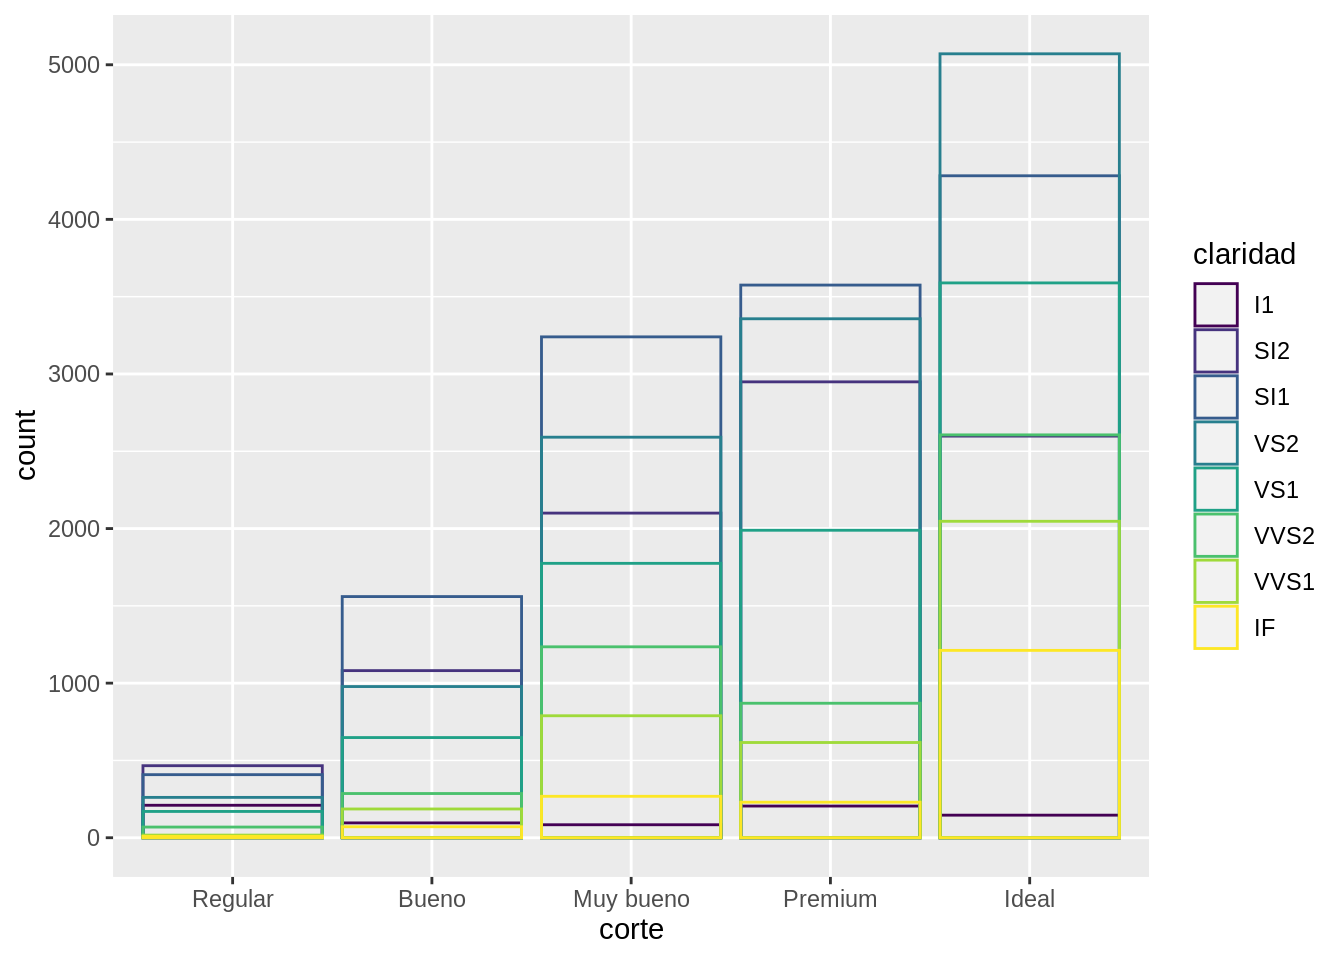 5000
4000
3000
2000
1000
0
count
Regular
Bueno
Muy bueno
Premium
Ideal
corte
claridad
I1
SI2
SI1
VS2
VS1
VVS2
VVS1
IF